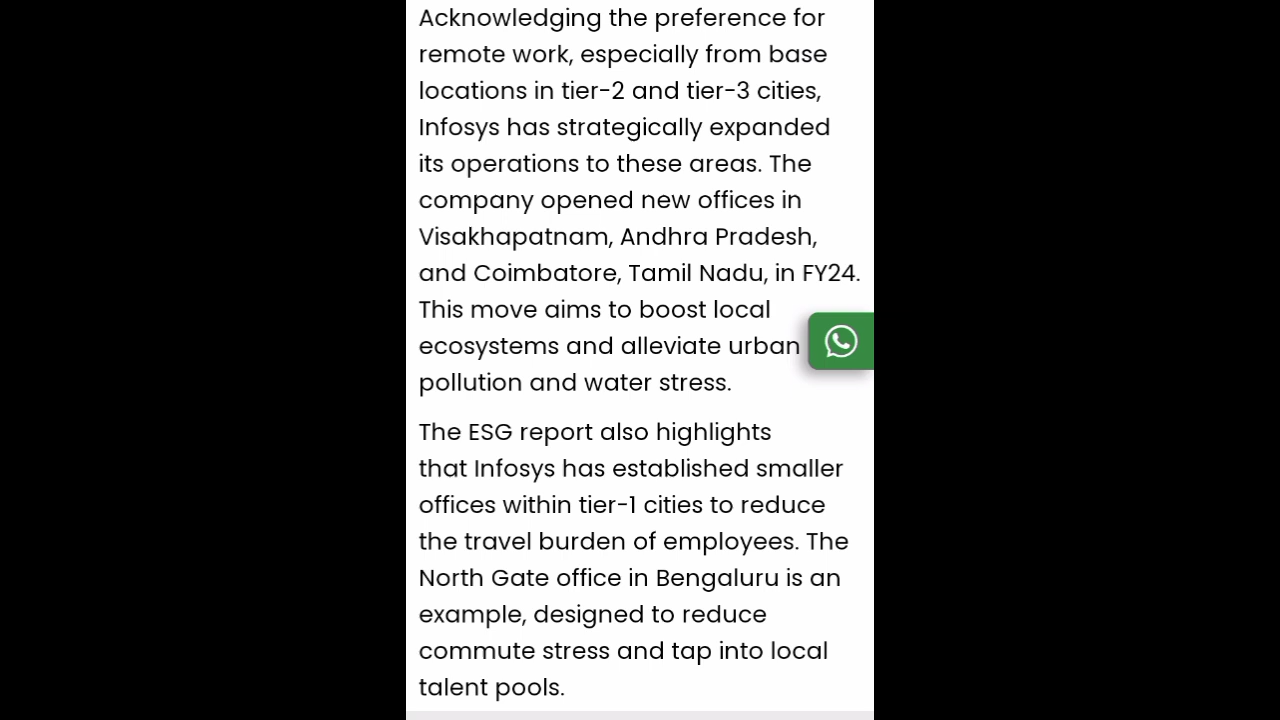 Acknowledging the preference for
remote work, especially from base
locations in tier-2 and tier-3 cities,
Infosys has strategically expanded
its operations to these areas. The
company opened new offices in
Visakhapatnam, Andhra Pradesh,
and Coimbatore, Tamil Nadu, in FY24.
This move aims to boost local
ecosystems and alleviate urban
pollution and water stress.
The ESG report also highlights
that Infosys has established smaller
offices within tier-1 cities to reduce
the travel burden of employees. The
North Gate office in Bengaluru is an
example, designed to reduce
commute stress and tap into local
talent pools.